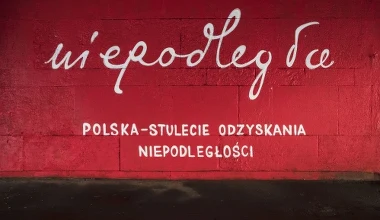 niepodległa
POLSKA-STULECIE ODZYSKANIA
NIEPODLEGŁOŚCI